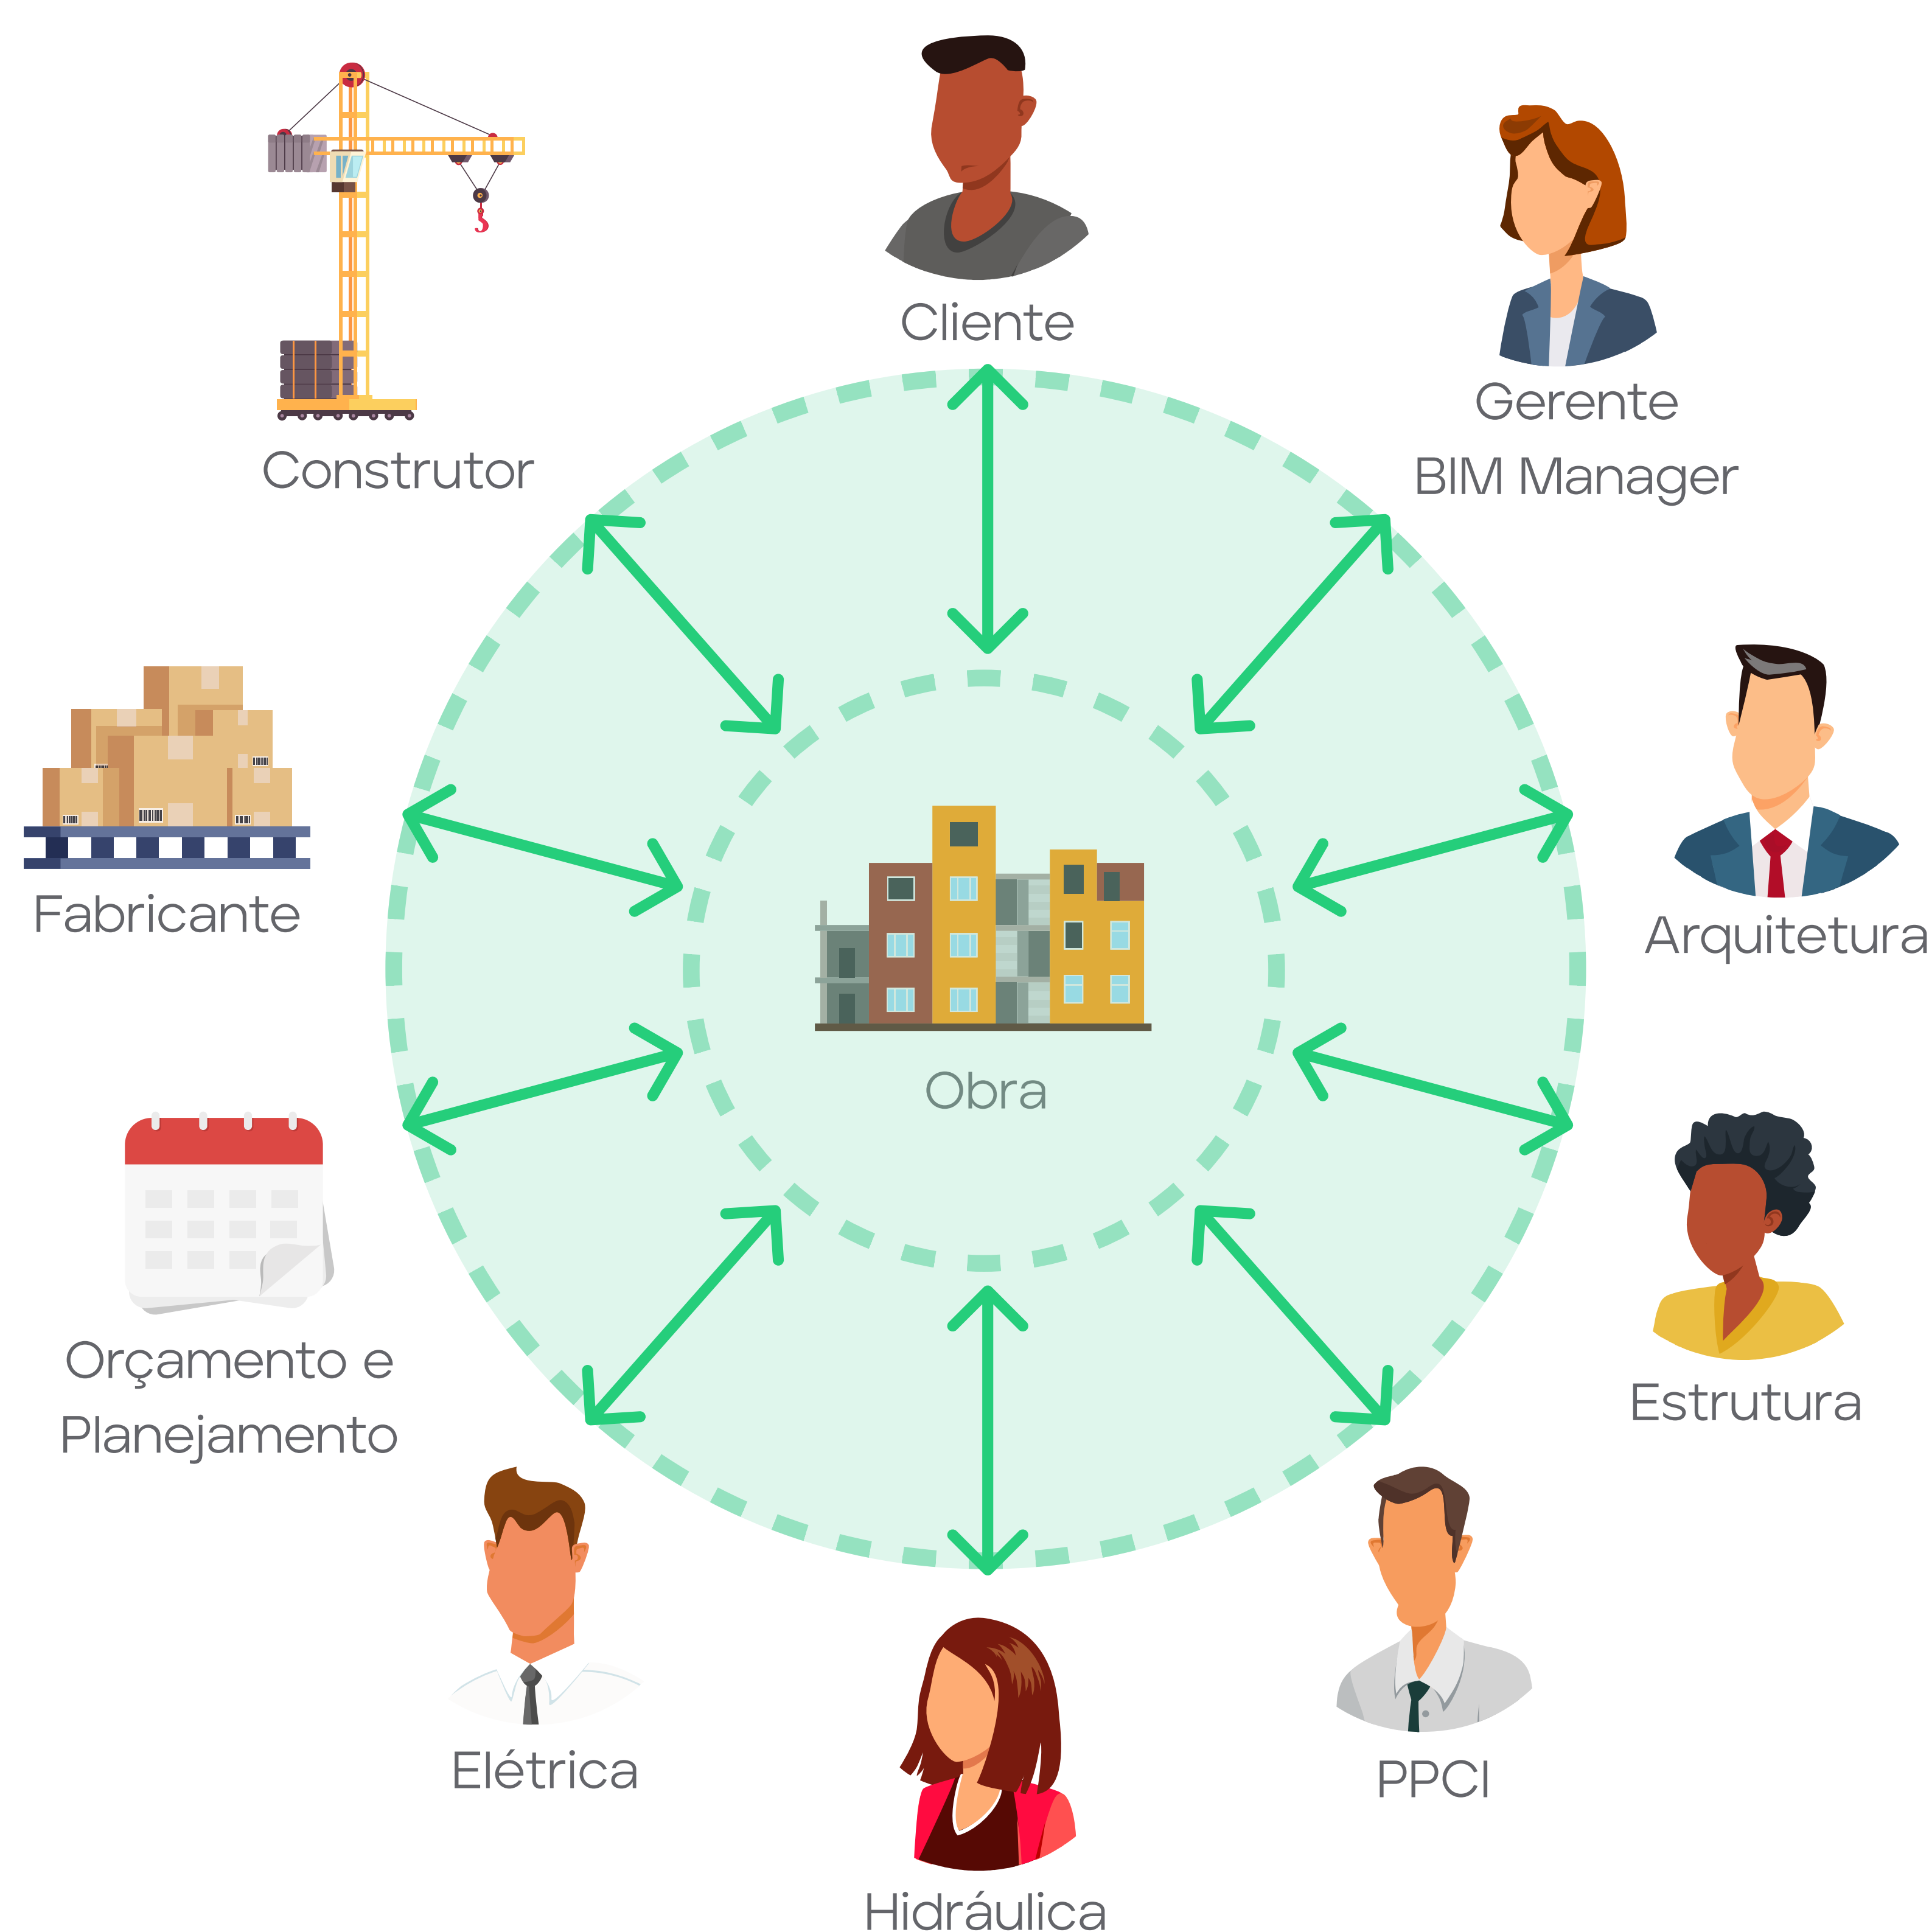 Cliente
Gerente
BIM Manager
Construtor
Fabricante
Arquitetura
Obra
Orçamento e
Planejamento
Estrutura
Elétrica
PPCI
Hidráulica